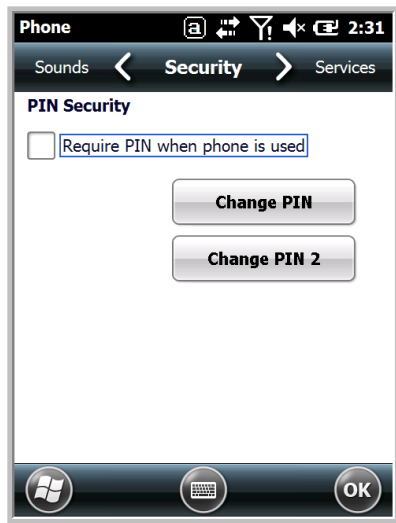 Phone a 2:31
Sounds Security Services
PIN Security
Require PIN when phone is used
Change PIN
Change PIN 2
OK